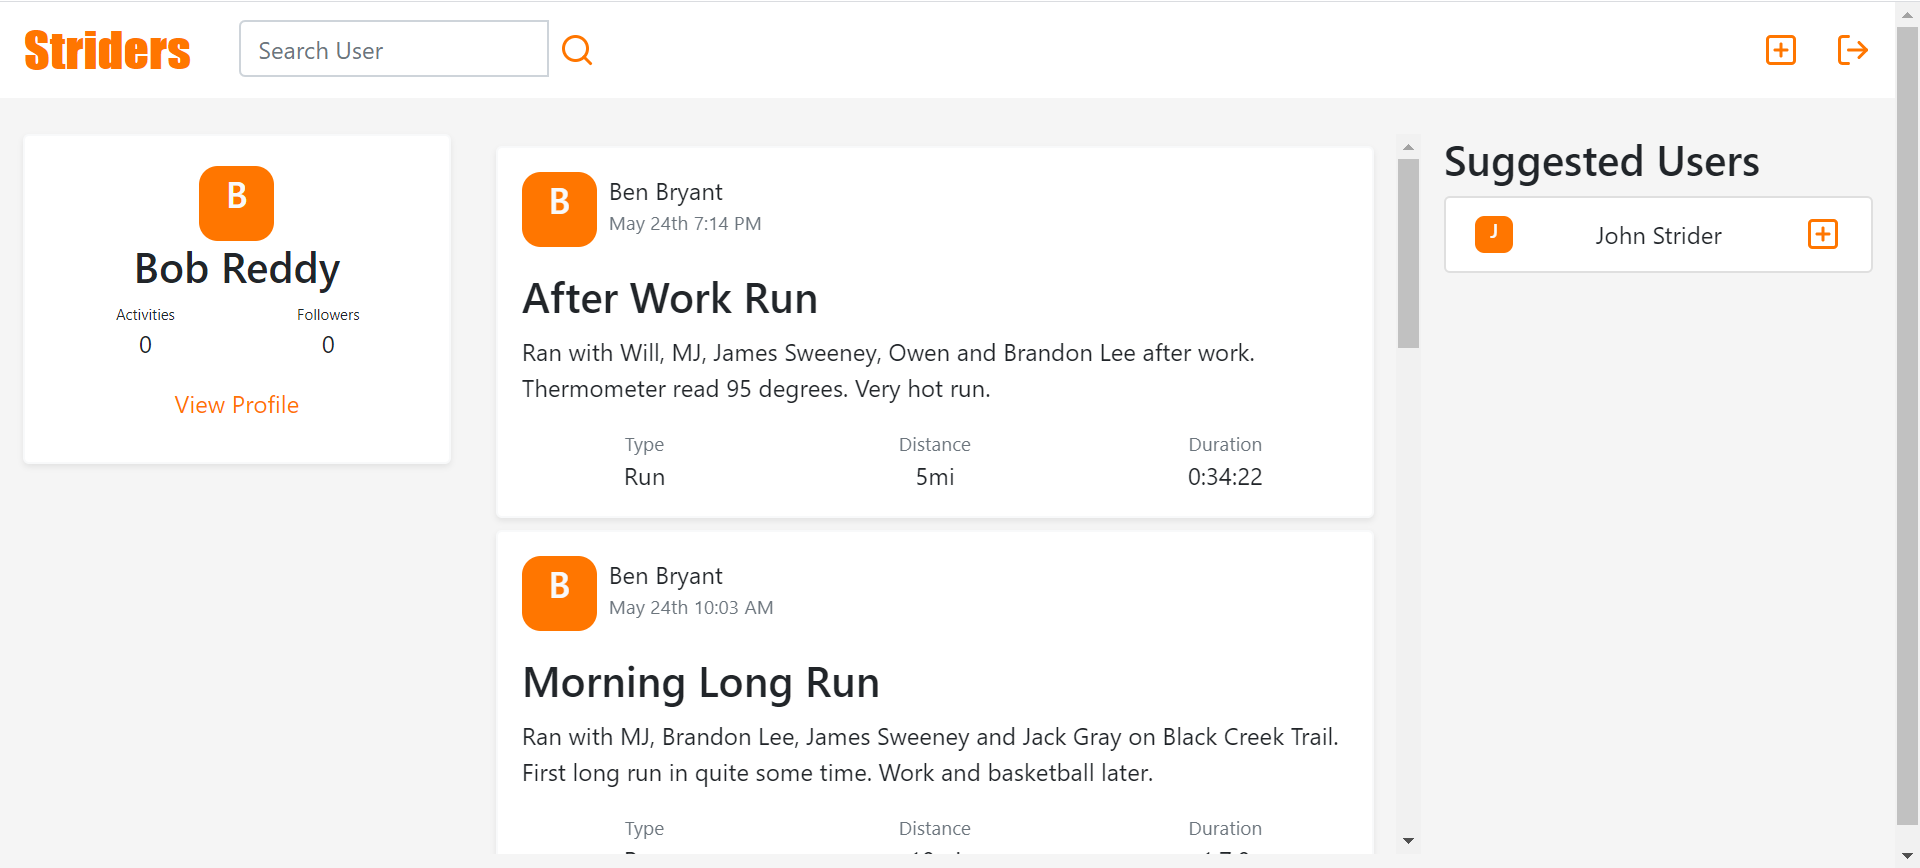 Striders
Search User
B
Bob Reddy
Activities Followers
0 0
View Profile
B
Ben Bryant
May 24th 7:14 PM
After Work Run
Ran with Will, MJ, James Sweeney, Owen and Brandon Lee after work.
Thermometer read 95 degrees. Very hot run.
Type Distance Duration
Run 5mi 0:34:22
B
Ben Bryant
May 24th 10:03 AM
Morning Long Run
Ran with MJ, Brandon Lee, James Sweeney and Jack Gray on Black Creek Trail.
First long run in quite some time. Work and basketball later.
Type Distance Duration
Suggested Users
J John Strider